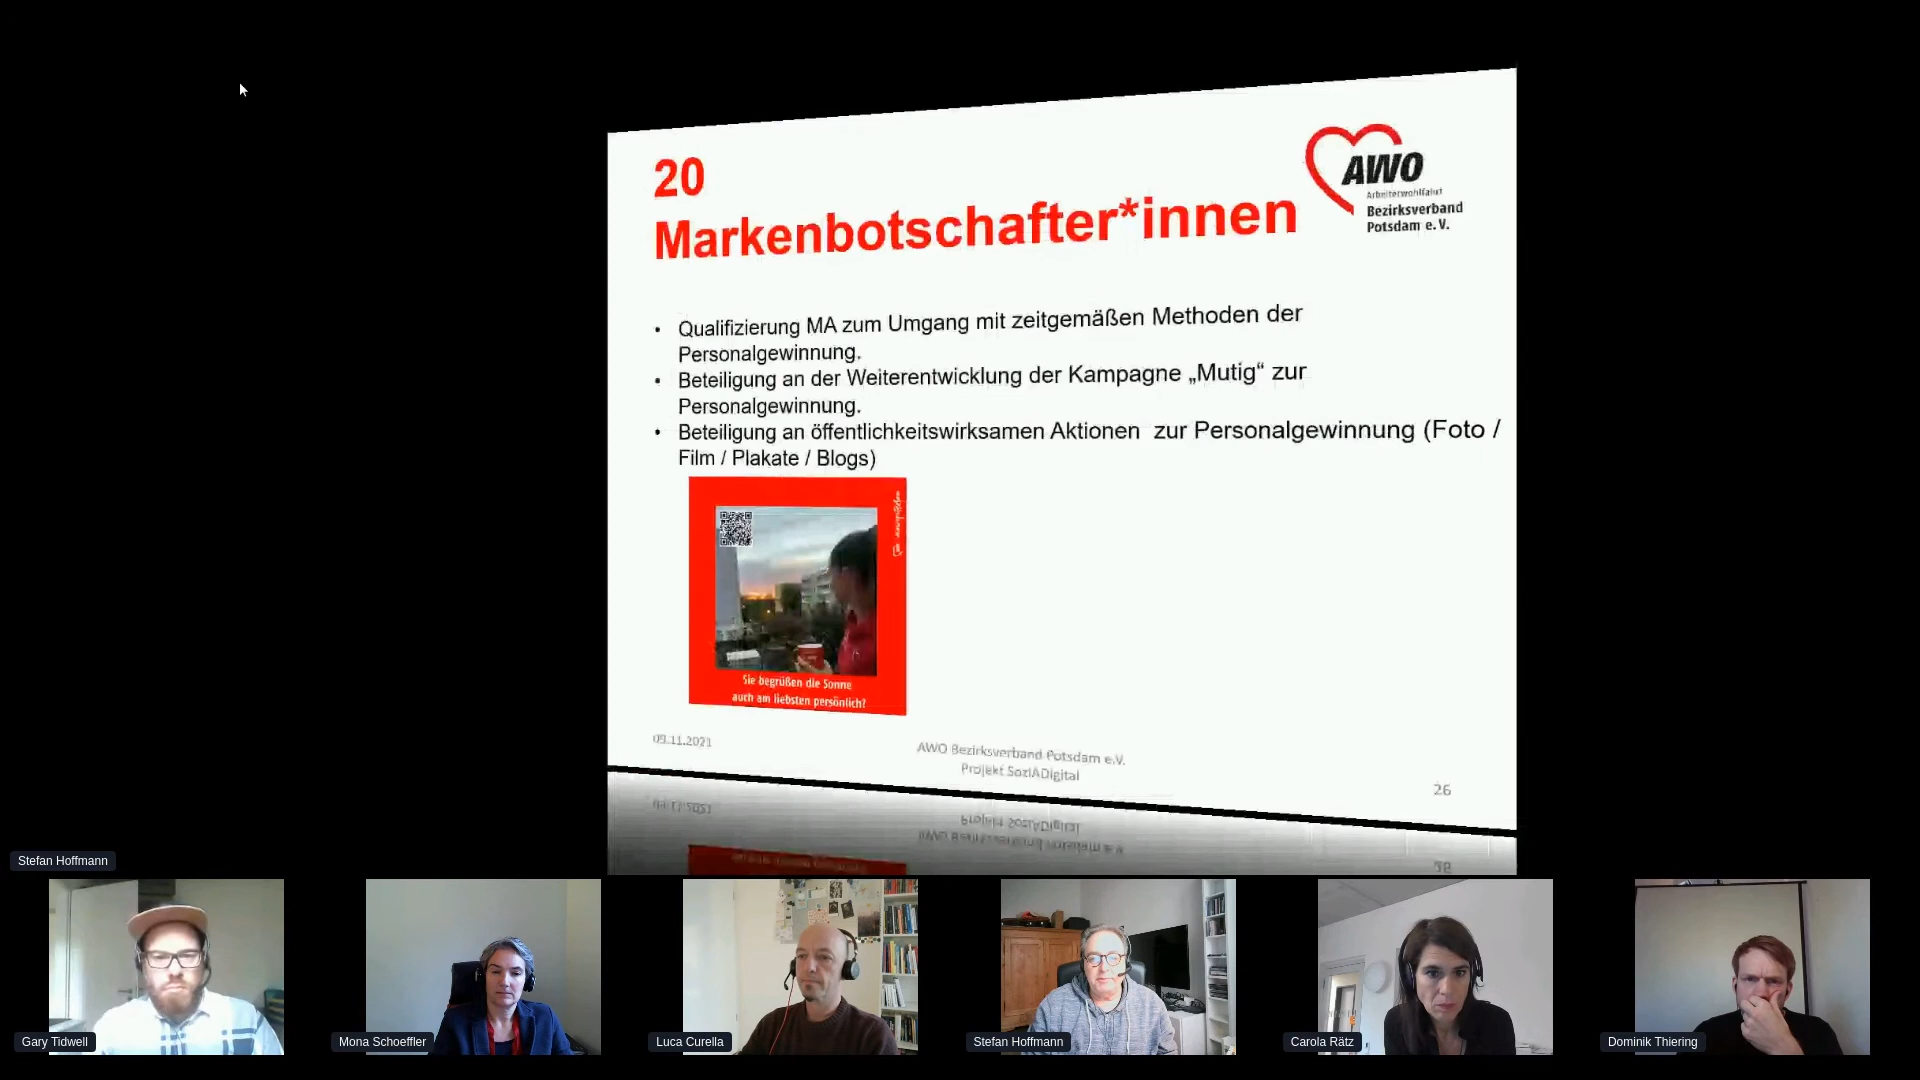 20
Markenbotschafter*innen
AWO
Arbeiterwohlfahrt
Bezirksverband
Potsdam e. V.
• Qualifizierung MA zum Umgang mit zeitgemäßen Methoden der
Personalgewinnung.
• Beteiligung an der Weiterentwicklung der Kampagne „Mutig“ zur
Personalgewinnung.
• Beteiligung an öffentlichkeitswirksamen Aktionen zur Personalgewinnung (Foto /
Film / Plakate / Blogs)
Sie begrüßen die Sonne
auch am liebsten persönlich?
09.11.2021
AWO Bezirksverband Potsdam e.V.
Projekt SozIADigital
26
Stefan Hoffmann
Gary Tidwell
Mona Schoeffler
Luca Curella
Stefan Hoffmann
Carola Rätz
Dominik Thiering